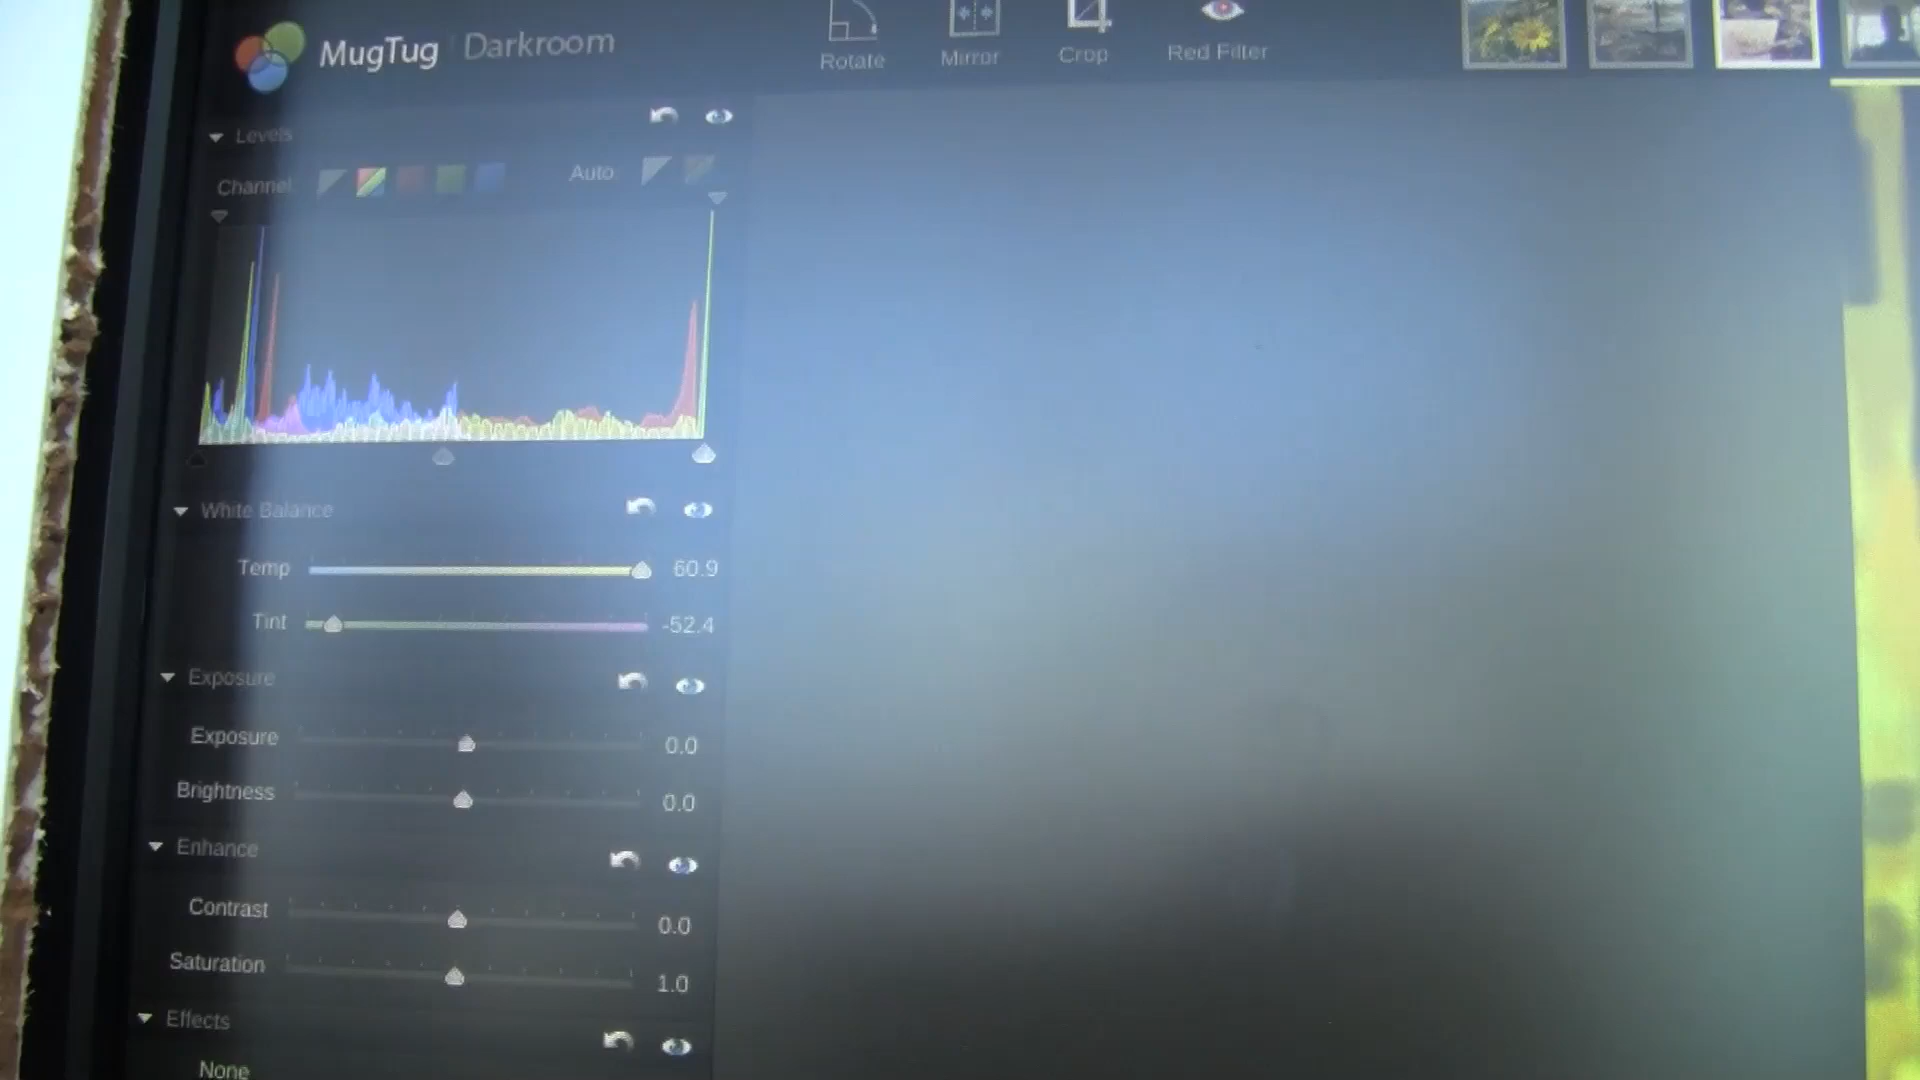 MugTug Darkroom
Rotate
Mirror
Crop
Red Filter
Levels
Channel
Auto
White Balance
Temp 60.9
Tint -52.4
Exposure
Exposure 0.0
Brightness 0.0
Enhance
Contrast 0.0
Saturation 1.0
Effects
None